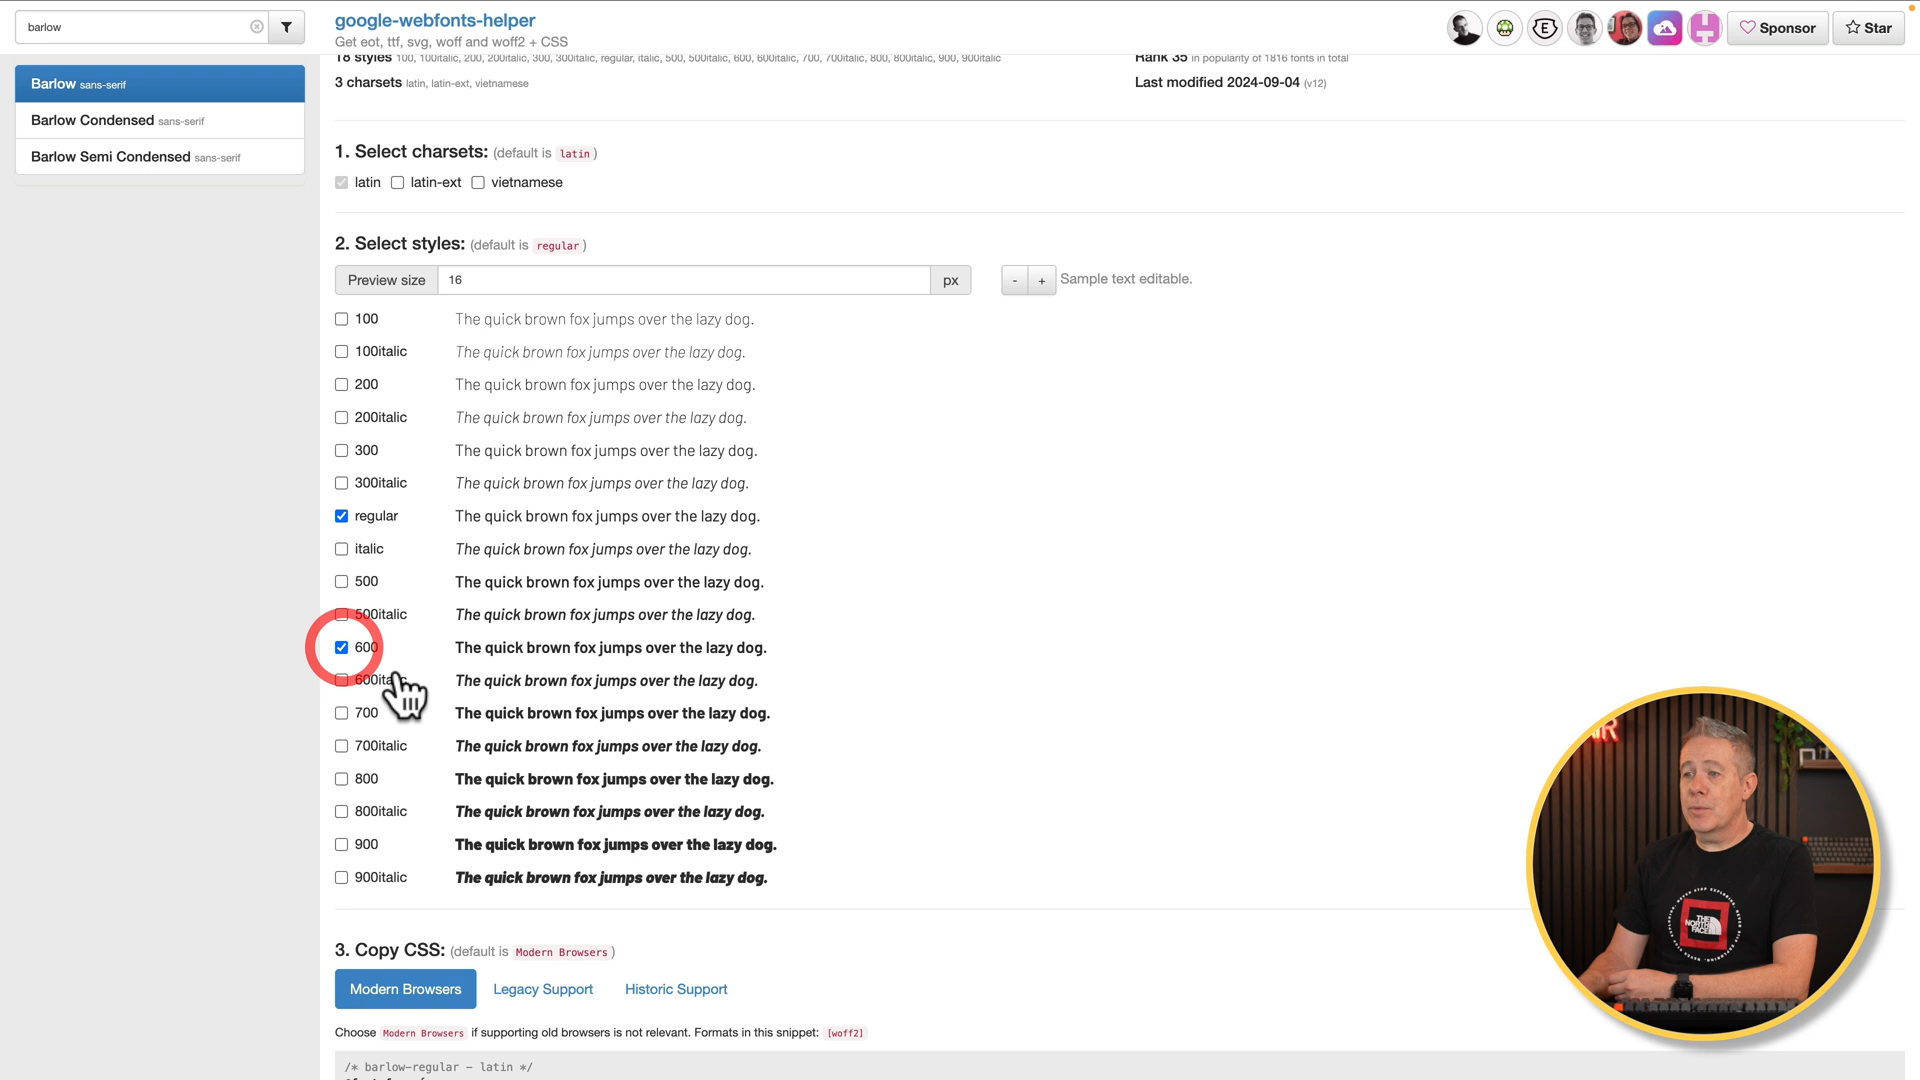 barlow
google-webfonts-helper
Get eot, ttf, svg, woff and woff2 + CSS
Sponsor
Star
Barlow sans-serif
Barlow Condensed sans-serif
Barlow Semi Condensed sans-serif
18 styles 100, 100italic, 200, 200italic, 300, 300italic, regular, italic, 500, 500italic, 600, 600italic, 700, 700italic, 800, 800italic, 900, 900italic
Rank 35 in popularity of 1816 fonts in total
3 charsets latin, latin-ext, vietnamese
Last modified 2024-09-04 (v12)
1. Select charsets: (default is latin )
latin latin-ext vietnamese
2. Select styles: (default is regular )
Preview size 16 px - + Sample text editable.
100 The quick brown fox jumps over the lazy dog.
100italic The quick brown fox jumps over the lazy dog.
200 The quick brown fox jumps over the lazy dog.
200italic The quick brown fox jumps over the lazy dog.
300 The quick brown fox jumps over the lazy dog.
300italic The quick brown fox jumps over the lazy dog.
regular The quick brown fox jumps over the lazy dog.
italic The quick brown fox jumps over the lazy dog.
500 The quick brown fox jumps over the lazy dog.
500italic The quick brown fox jumps over the lazy dog.
600 The quick brown fox jumps over the lazy dog.
600italic The quick brown fox jumps over the lazy dog.
700 The quick brown fox jumps over the lazy dog.
700italic The quick brown fox jumps over the lazy dog.
800 The quick brown fox jumps over the lazy dog.
800italic The quick brown fox jumps over the lazy dog.
900 The quick brown fox jumps over the lazy dog.
900italic The quick brown fox jumps over the lazy dog.
3. Copy CSS: (default is Modern Browsers )
Modern Browsers Legacy Support Historic Support
Choose Modern Browsers if supporting old browsers is not relevant. Formats in this snippet: [woff2]
/* barlow-regular - latin */
THE
NORTH
FACE